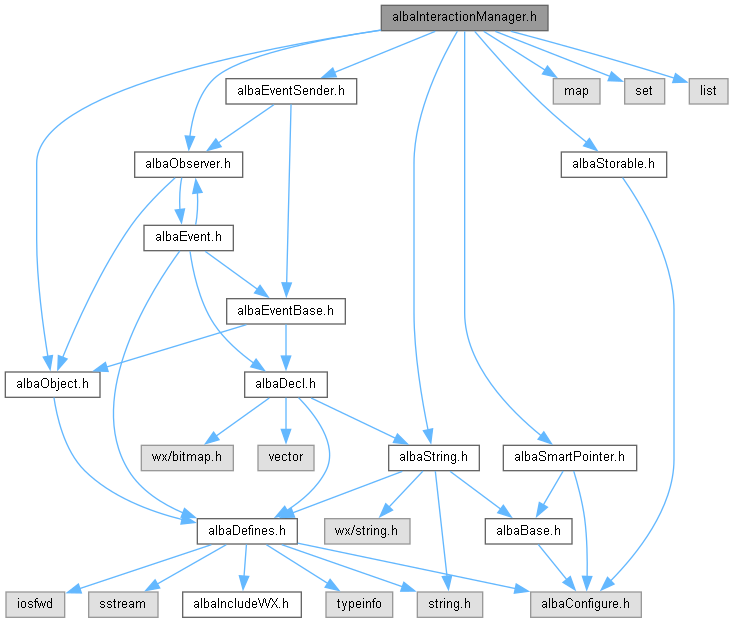 albaInteractionManager.h
albaEventSender.h
map
set
list
albaObserver.h
albaStorable.h
albaEvent.h
albaEventBase.h
albaObject.h
albaDecl.h
wx/bitmap.h
vector
albaString.h
albaSmartPointer.h
albaDefines.h
wx/string.h
albaBase.h
iosfwd
sstream
albaIncludeWX.h
typeinfo
string.h
albaConfigure.h